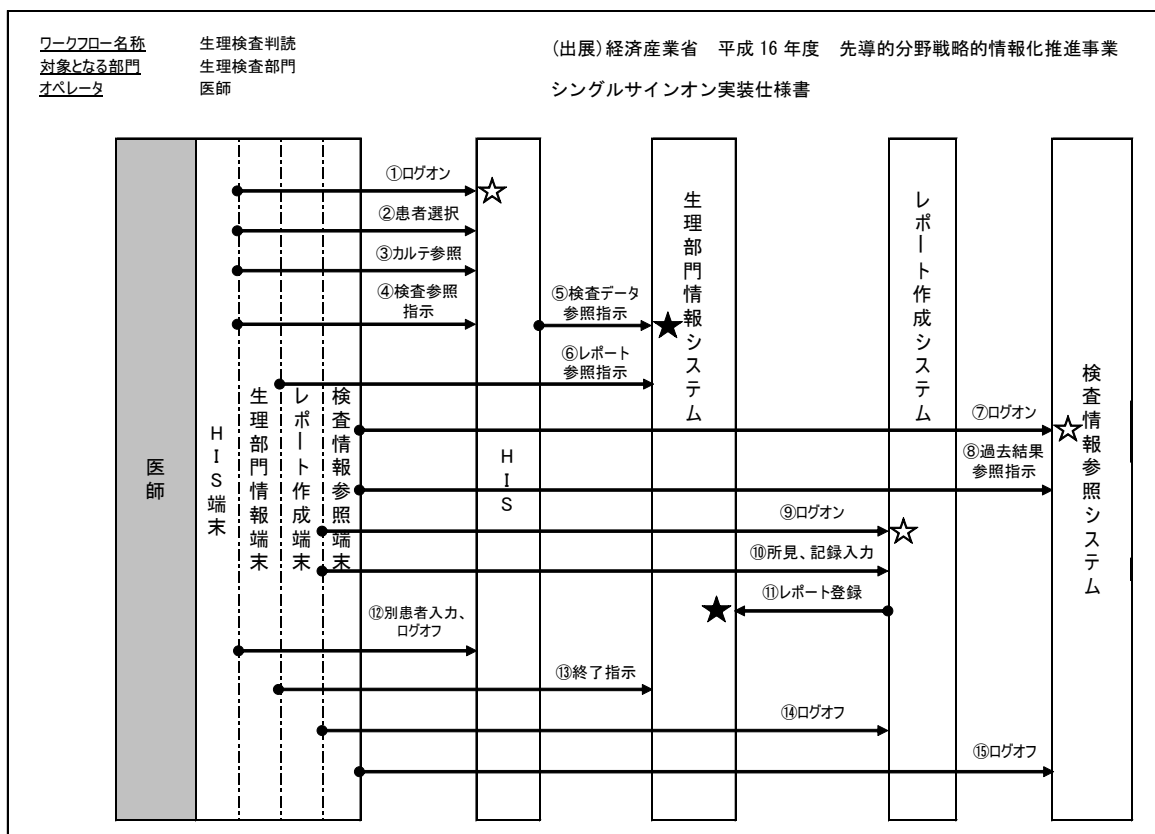 ワークフロー名称 生理検査判読
対象となる部門 生理検査部門
オペレータ 医師
(出展)経済産業省 平成16年度 先導的分野戦略的情報化推進事業
シングルサインオン実装仕様書
医師
HIS端末
生理部門情報端末
レポート作成端末
検査情報参照端末
HIS
生理部門情報システム
レポート作成システム
検査情報参照システム
①ログオン
②患者選択
③カルテ参照
④検査参照
指示
⑤検査データ
参照指示
⑥レポート
参照指示
⑦ログオン
⑧過去結果
参照指示
⑨ログオン
⑩所見、記録入力
⑪レポート登録
⑫別患者入力、
ログオフ
⑬終了指示
⑭ログオフ
⑮ログオフ